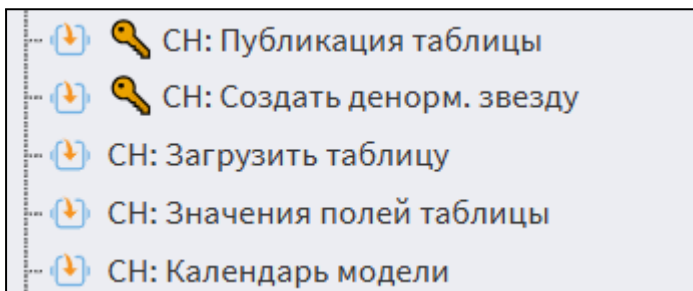 CH: Публикация таблицы
CH: Создать денорм. звезду
CH: Загрузить таблицу
CH: Значения полей таблицы
CH: Календарь модели